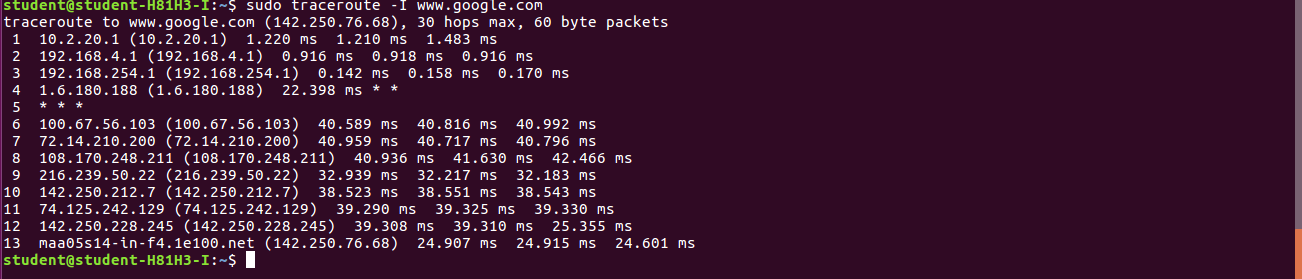 student@student-H81H3-I:~$ sudo traceroute -I www.google.com
traceroute to www.google.com (142.250.76.68), 30 hops max, 60 byte packets
 1  10.2.20.1 (10.2.20.1)  1.220 ms  1.210 ms  1.483 ms
 2  192.168.4.1 (192.168.4.1)  0.916 ms  0.918 ms  0.916 ms
 3  192.168.254.1 (192.168.254.1)  0.142 ms  0.158 ms  0.170 ms
 4  1.6.180.188 (1.6.180.188)  22.398 ms * *
 5  * * *
 6  100.67.56.103 (100.67.56.103)  40.589 ms  40.816 ms  40.992 ms
 7  72.14.210.200 (72.14.210.200)  40.959 ms  40.717 ms  40.796 ms
 8  108.170.248.211 (108.170.248.211)  40.936 ms  41.630 ms  42.466 ms
 9  216.239.50.22 (216.239.50.22)  32.939 ms  32.217 ms  32.183 ms
10  142.250.212.7 (142.250.212.7)  38.523 ms  38.551 ms  38.543 ms
11  74.125.242.129 (74.125.242.129)  39.290 ms  39.325 ms  39.330 ms
12  142.250.228.245 (142.250.228.245)  39.308 ms  39.310 ms  25.355 ms
13  maa05s14-in-f4.1e100.net (142.250.76.68)  24.907 ms  24.915 ms  24.601 ms
student@student-H81H3-I:~$